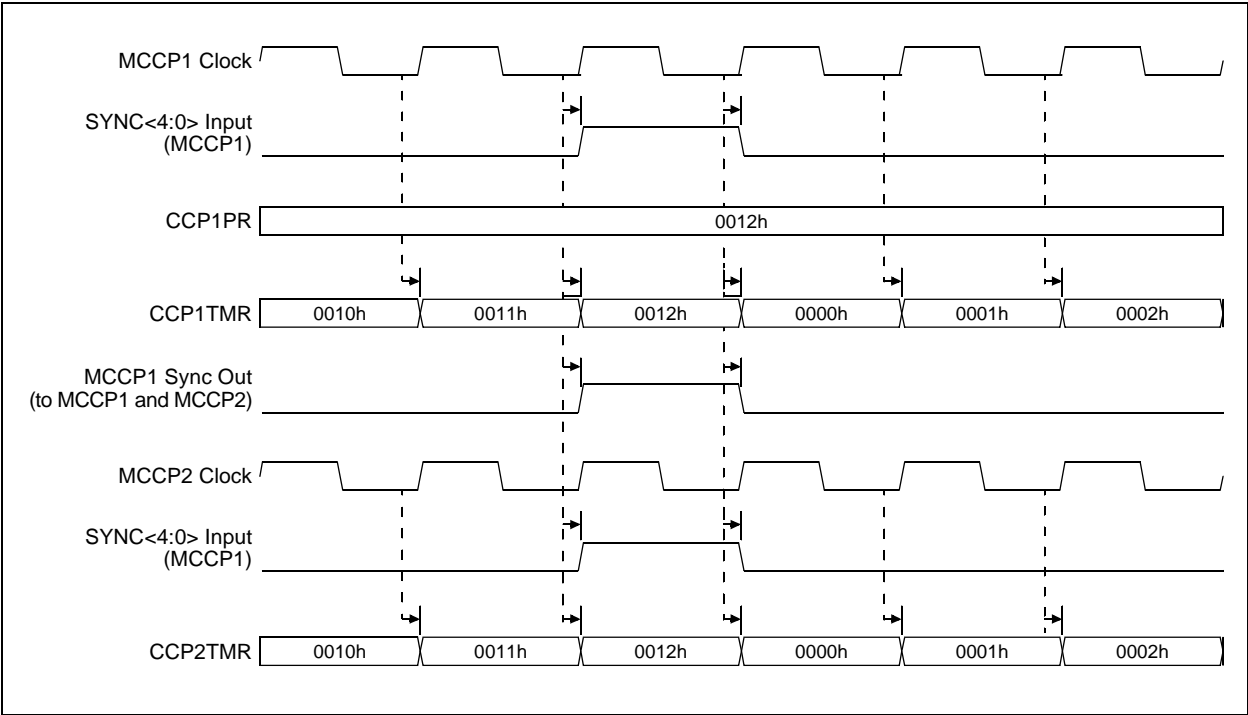 MCCP1 Clock
SYNC<4:0> Input
(MCCP1)
CCP1PR
0012h
CCP1TMR
0010h 0011h 0012h 0000h 0001h 0002h
MCCP1 Sync Out
(to MCCP1 and MCCP2)
MCCP2 Clock
SYNC<4:0> Input
(MCCP1)
CCP2TMR
0010h 0011h 0012h 0000h 0001h 0002h